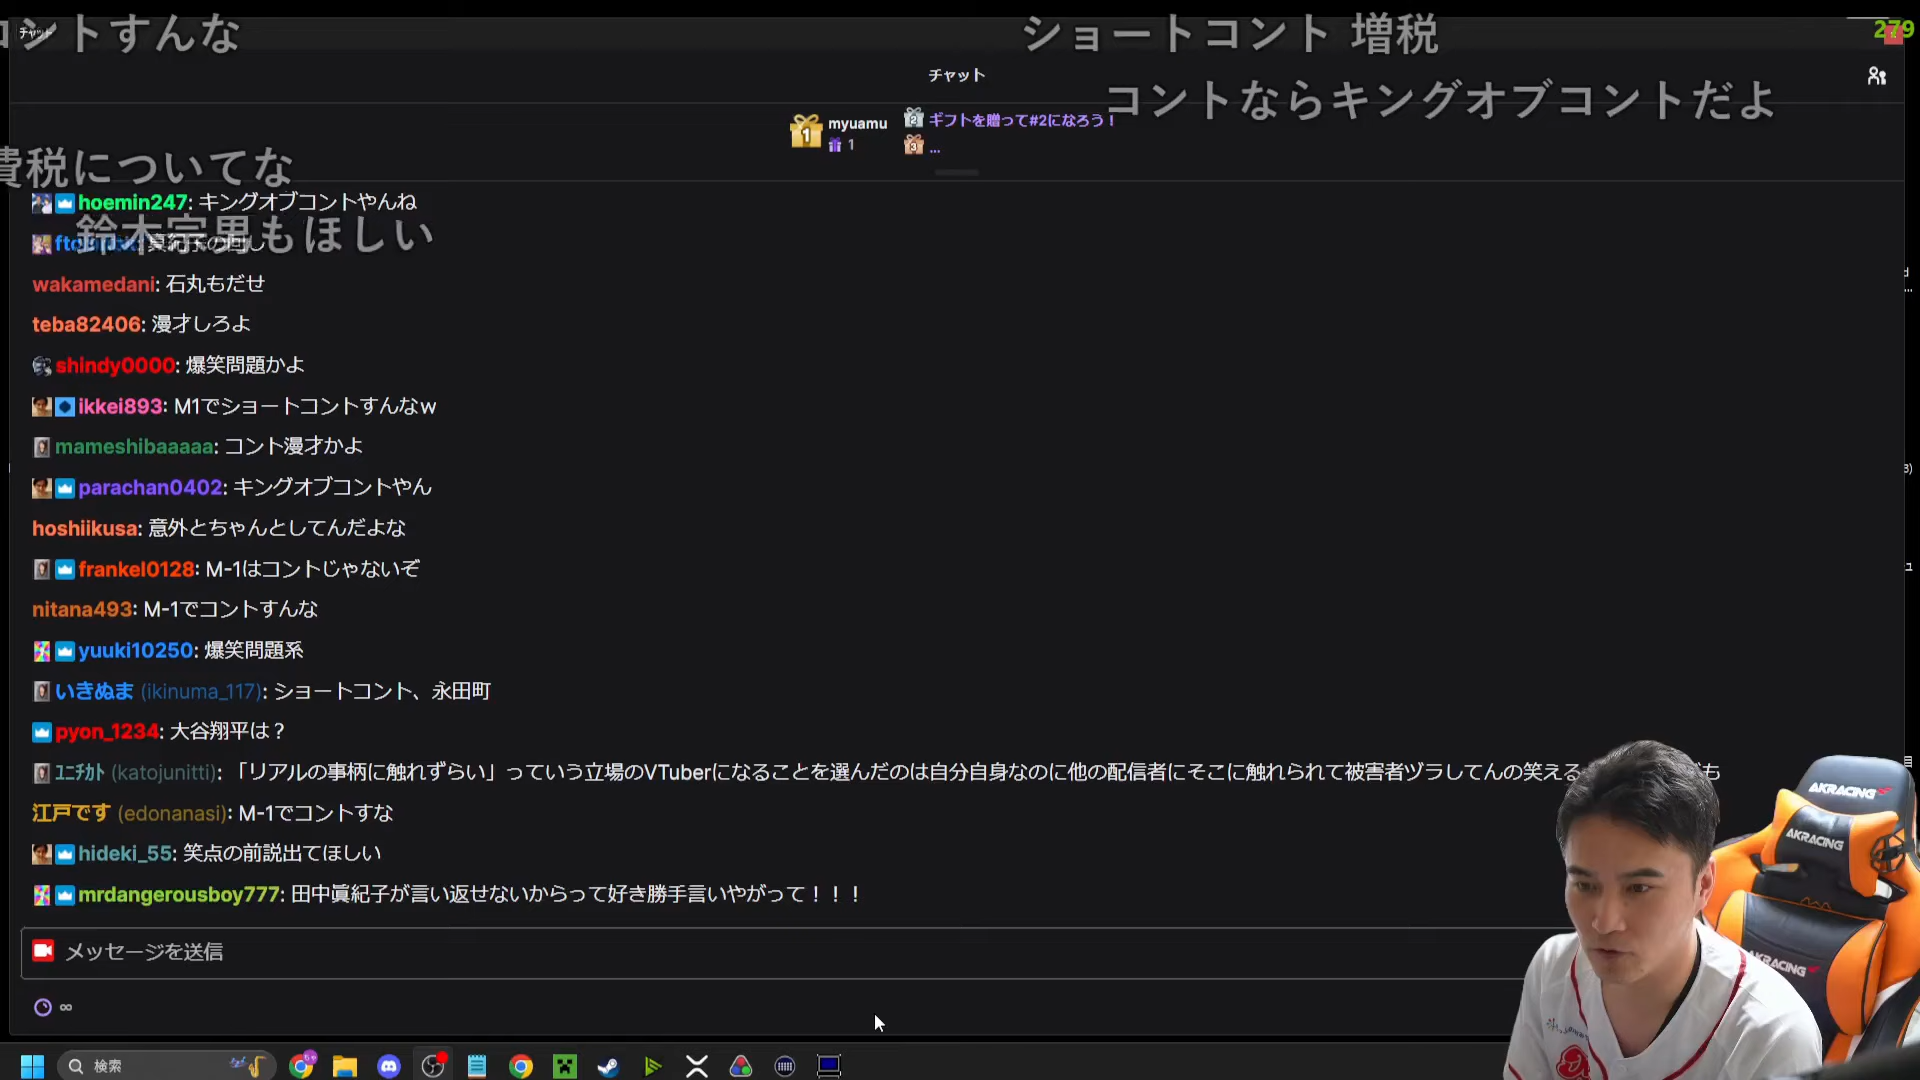 コントすんな
ショートコント 増税
279
チャット
チャット
コントならキングオブコントだよ
1 myuamu
1
2 ギフトを贈って#2になろう！
3 ...
費税についてな
hoemin247: キングオブコントやんね
鈴木宗男もほしい
wakamedani: 石丸もだせ
teba82406: 漫才しろよ
shindy0000: 爆笑問題かよ
ikkei893: M1でショートコントすんなw
mameshibaaaaa: コント漫才かよ
parachan0402: キングオブコントやん
hoshiikusa: 意外とちゃんとしてんだよな
frankel0128: M-1はコントじゃないぞ
nitana493: M-1でコントすんな
yuuki10250: 爆笑問題系
いきぬま (ikinuma_117): ショートコント、永田町
pyon_1234: 大谷翔平は？
ﾕﾆﾁｶﾄ (katojunitti): 「リアルの事柄に触れずらい」っていう立場のVTuberになることを選んだのは自分自身なのに他の配信者にそこに触れられて被害者ヅラしてんの笑える
江戸です (edonanasi): M-1でコントすな
hideki_55: 笑点の前説出てほしい
mrdangerousboy777: 田中眞紀子が言い返せないからって好き勝手言いやがって！！！
メッセージを送信
∞
検索
AKRACING
AKRACING
AKRACING